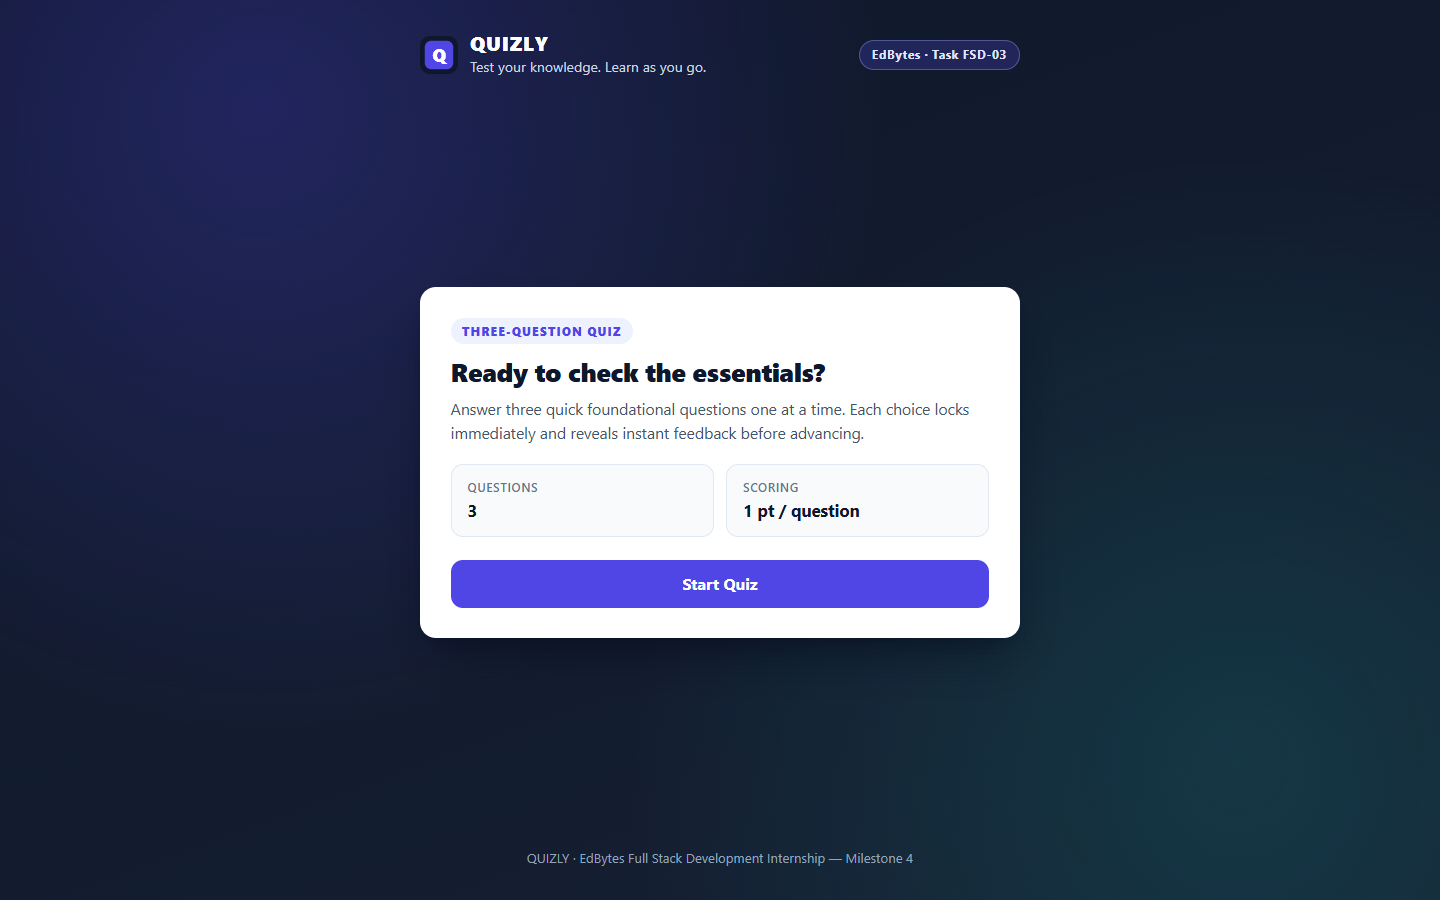 Q
QUIZLY
Test your knowledge. Learn as you go.
EdBytes · Task FSD-03
THREE-QUESTION QUIZ
Ready to check the essentials?
Answer three quick foundational questions one at a time. Each choice locks
immediately and reveals instant feedback before advancing.
QUESTIONS
3
SCORING
1 pt / question
Start Quiz
QUIZLY · EdBytes Full Stack Development Internship — Milestone 4